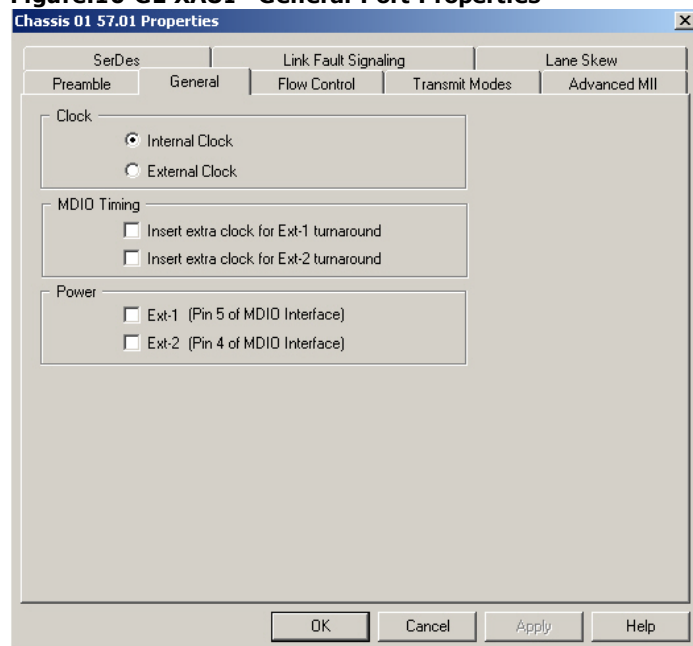 Figure:10 GE XAUI—General Port Properties
Chassis 01 57.01 Properties
SerDes Link Fault Signaling Lane Skew
Preamble General Flow Control Transmit Modes Advanced MII
Clock
Internal Clock
External Clock
MDIO Timing
Insert extra clock for Ext-1 turnaround
Insert extra clock for Ext-2 turnaround
Power
Ext-1 (Pin 5 of MDIO Interface)
Ext-2 (Pin 4 of MDIO Interface)
OK Cancel Apply Help